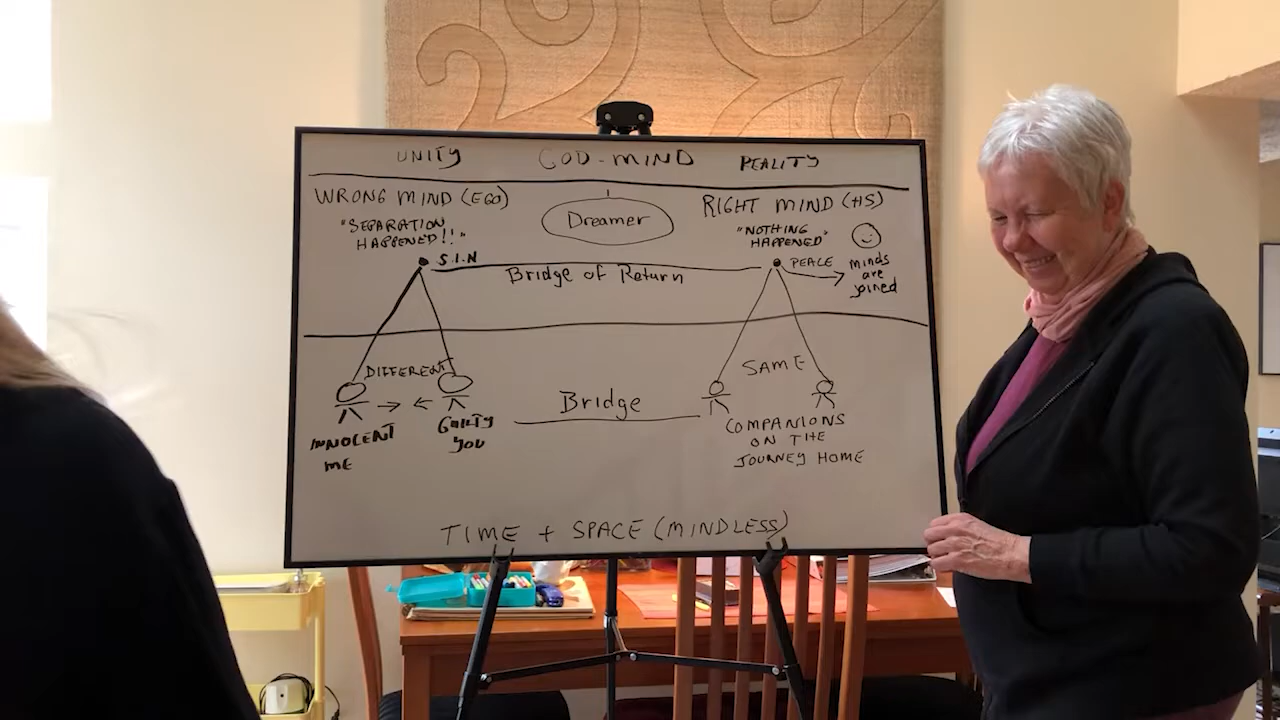 UNITY GOD-MIND REALITY
WRONG MIND (EGO)
"SEPARATION
HAPPENED!!"
S.I.N
Dreamer
RIGHT MIND (HS)
"NOTHING
HAPPENED"
PEACE
minds
are
joined
Bridge of Return
DIFFERENT
INNOCENT
ME
GUILTY
YOU
Bridge
SAME
COMPANIONS
ON THE
JOURNEY HOME
TIME + SPACE (MINDLESS)